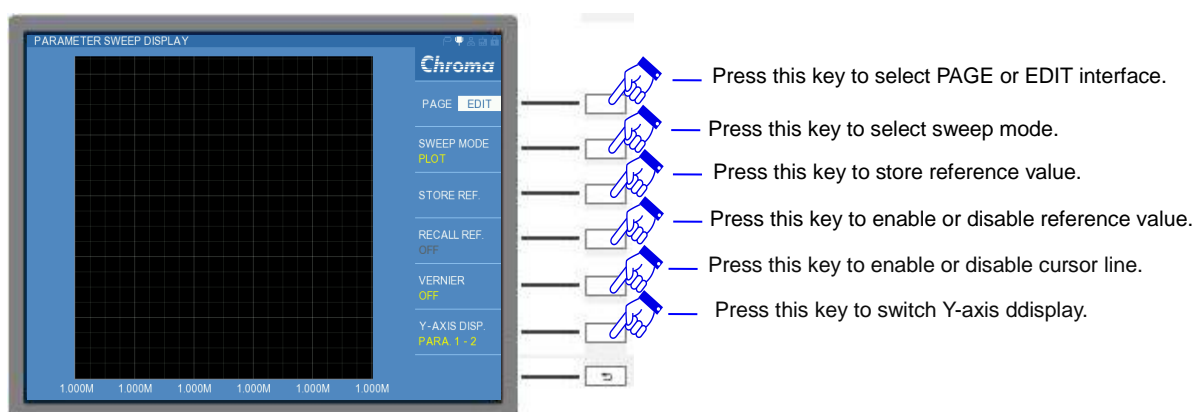 PARAMETER SWEEP DISPLAY
Chroma
PAGE EDIT
SWEEP MODE
PLOT
STORE REF.
RECALL REF.
OFF
VERNIER
OFF
Y-AXIS DISP.
PARA. 1 - 2
1.000M 1.000M 1.000M 1.000M 1.000M 1.000M
Press this key to select PAGE or EDIT interface.
Press this key to select sweep mode.
Press this key to store reference value.
Press this key to enable or disable reference value.
Press this key to enable or disable cursor line.
Press this key to switch Y-axis ddisplay.